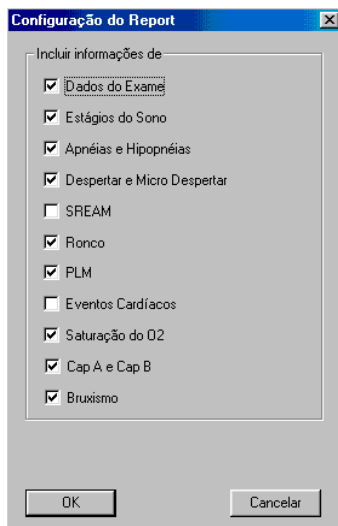 Configuração do Report
Incluir informações de
Dados do Exame
Estágios do Sono
Apnéias e Hipopnéias
Despertar e Micro Despertar
SREAM
Ronco
PLM
Eventos Cardíacos
Saturação do O2
Cap A e Cap B
Bruxismo
OK
Cancelar